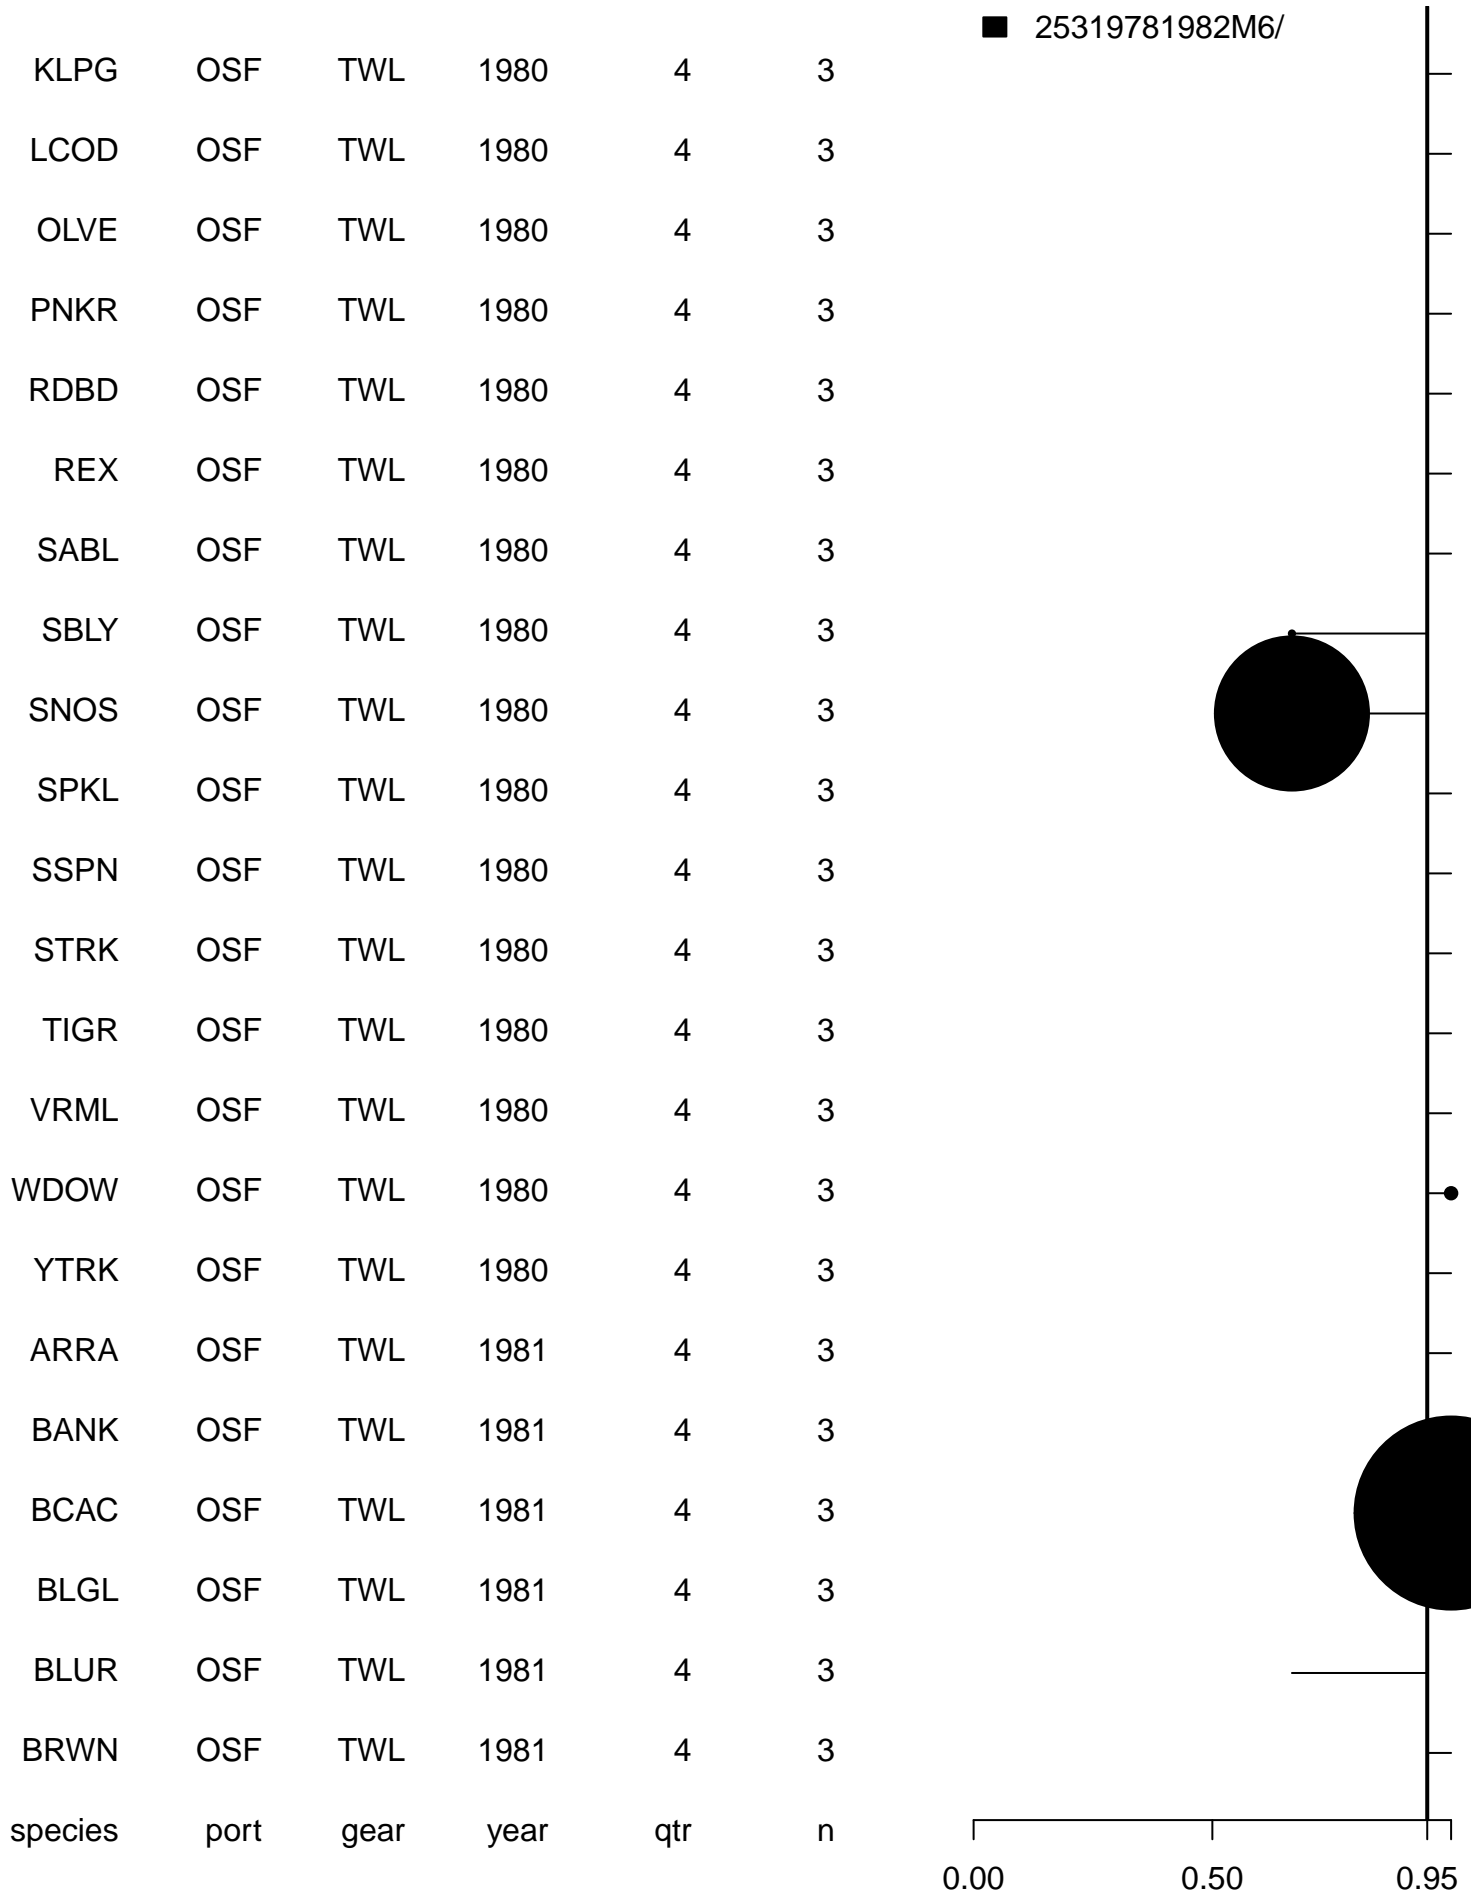 25319781982M6/
KLPG OSF TWL 1980 4 3
LCOD OSF TWL 1980 4 3
OLVE OSF TWL 1980 4 3
PNKR OSF TWL 1980 4 3
RDBD OSF TWL 1980 4 3
REX OSF TWL 1980 4 3
SABL OSF TWL 1980 4 3
SBLY OSF TWL 1980 4 3
SNOS OSF TWL 1980 4 3
SPKL OSF TWL 1980 4 3
SSPN OSF TWL 1980 4 3
STRK OSF TWL 1980 4 3
TIGR OSF TWL 1980 4 3
VRML OSF TWL 1980 4 3
WDOW OSF TWL 1980 4 3
YTRK OSF TWL 1980 4 3
ARRA OSF TWL 1981 4 3
BANK OSF TWL 1981 4 3
BCAC OSF TWL 1981 4 3
BLGL OSF TWL 1981 4 3
BLUR OSF TWL 1981 4 3
BRWN OSF TWL 1981 4 3
species port gear year qtr n
0.00 0.50 0.95